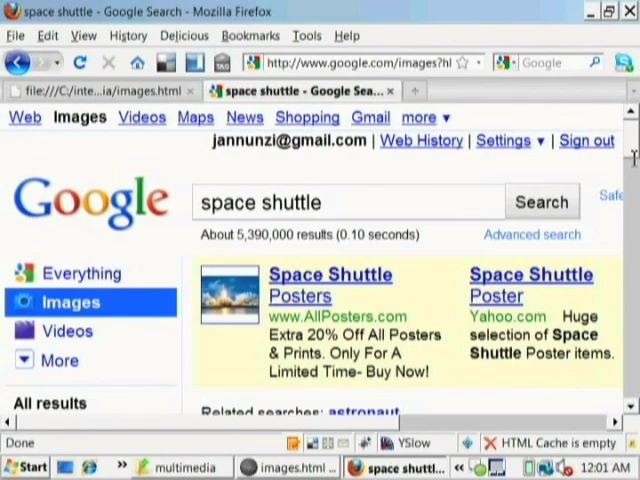 space shuttle - Google Search - Mozilla Firefox
File Edit View History Delicious Bookmarks Tools Help
http://www.google.com/images?hl Google
file:///C:/inte...ia/images.html space shuttle - Google Sea...
Web Images Videos Maps News Shopping Gmail more
jannunzi@gmail.com | Web History | Settings | Sign out
Google space shuttle Search Safe
About 5,390,000 results (0.10 seconds) Advanced search
Everything
Images
Videos
More
All results
Space Shuttle
Posters
www.AllPosters.com
Extra 20% Off All Posters
& Prints. Only For A
Limited Time- Buy Now!
Space Shuttle
Poster
Yahoo.com Huge
selection of Space
Shuttle Poster items.
Related searches: astronaut
Done YSlow HTML Cache is empty
Start multimedia images.html ... space shuttl... 12:01 AM